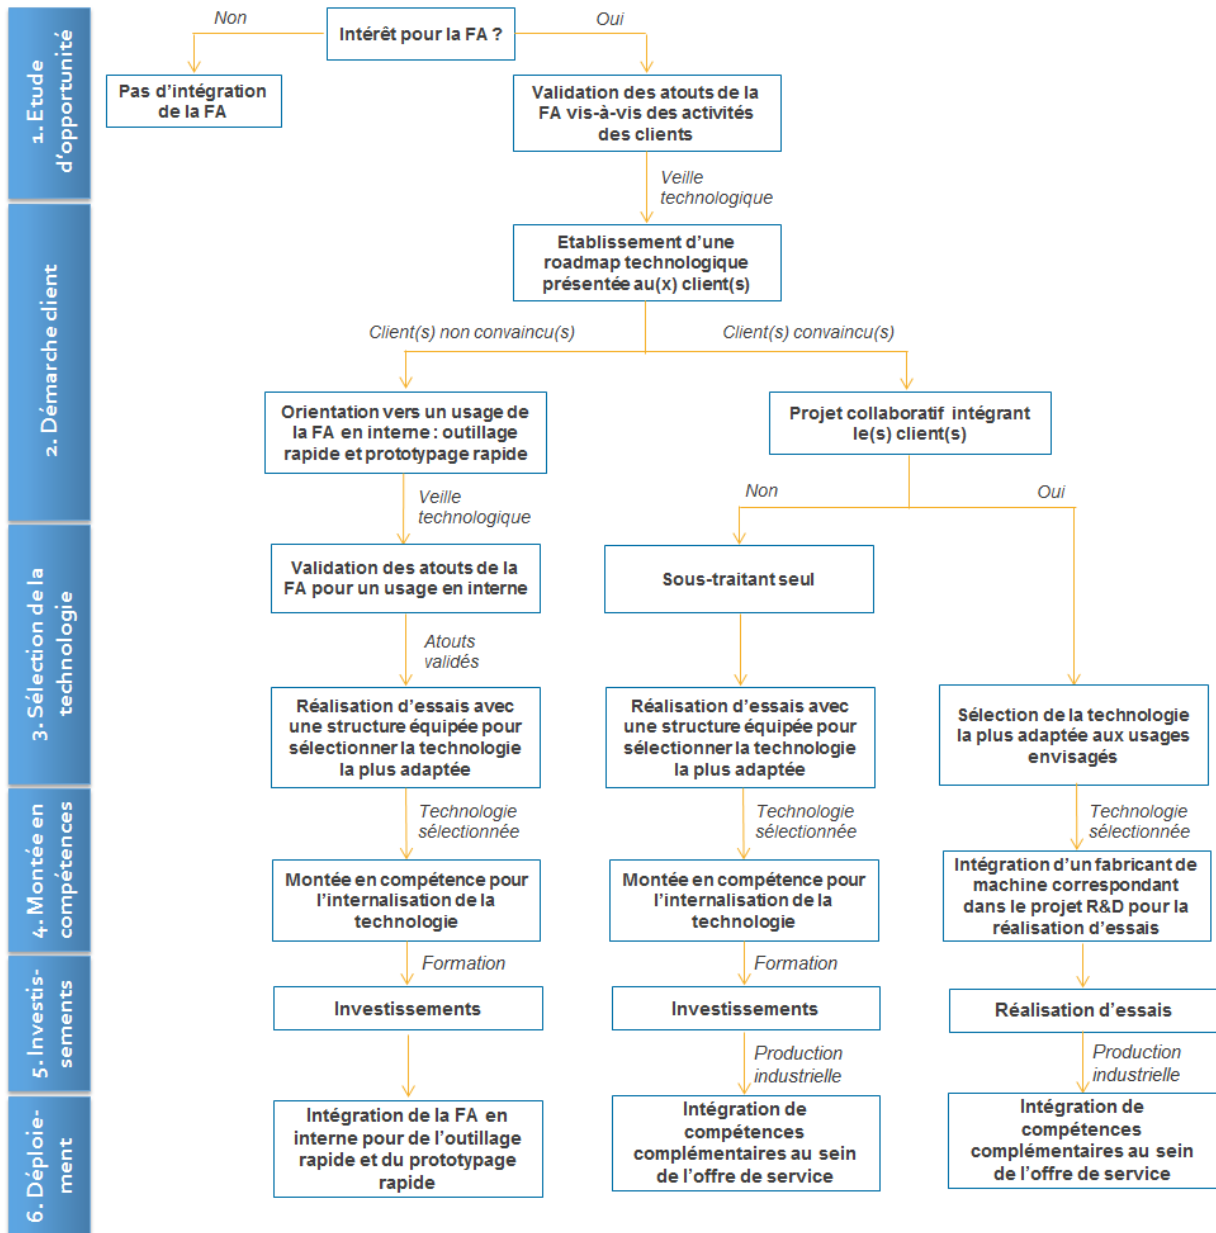 1. Etude
d'opportunité
Non
Intérêt pour la FA ?
Oui
Pas d'intégration
de la FA
Validation des atouts de la
FA vis-à-vis des activités
des clients
Veille
technologique
2. Démarche client
Etablissement d'une
roadmap technologique
présentée au(x) client(s)
Client(s) non convaincu(s)
Client(s) convaincu(s)
Orientation vers un usage de
la FA en interne : outillage
rapide et prototypage rapide
Projet collaboratif intégrant
le(s) client(s)
Veille
technologique
Non
Oui
3. Sélection de la
technologie
Validation des atouts de la
FA pour un usage en interne
Sous-traitant seul
Atouts
validés
Réalisation d'essais avec
une structure équipée pour
sélectionner la technologie
la plus adaptée
Réalisation d'essais avec
une structure équipée pour
sélectionner la technologie
la plus adaptée
Sélection de la technologie
la plus adaptée aux usages
envisagés
4. Montée en
compétences
Technologie
sélectionnée
Technologie
sélectionnée
Technologie
sélectionnée
Montée en compétence pour
l'internalisation de la
technologie
Montée en compétence pour
l'internalisation de la
technologie
Intégration d'un fabricant de
machine correspondant
dans le projet R&D pour la
réalisation d'essais
5. Investis-
sements
Formation
Formation
Investissements
Investissements
Réalisation d'essais
Production
industrielle
Production
industrielle
6. Déploie-
ment
Intégration de la FA en
interne pour de l'outillage
rapide et du prototypage
rapide
Intégration de
compétences
complémentaires au sein
de l'offre de service
Intégration de
compétences
complémentaires au sein
de l'offre de service